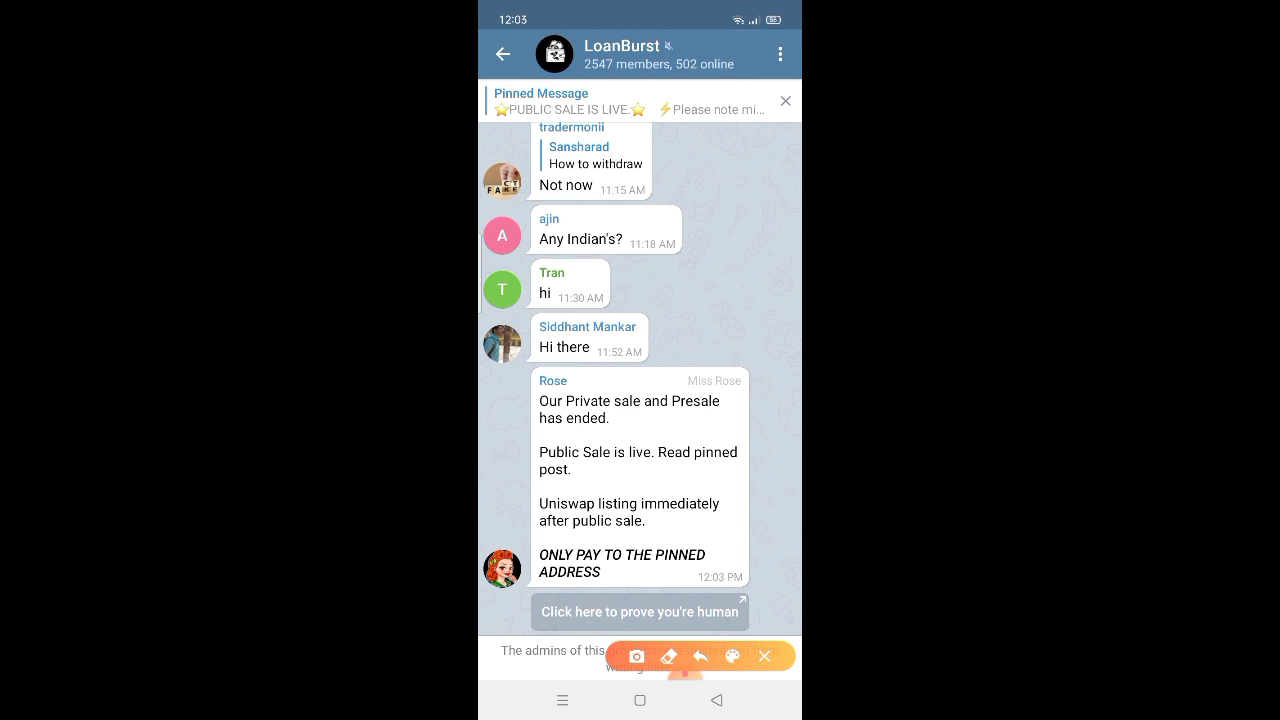 12:03
55
LoanBurst
2547 members, 502 online
Pinned Message
⭐PUBLIC SALE IS LIVE.⭐ ⚡Please note mi...
tradermonii
Sansharad
How to withdraw
Not now 11:15 AM
FACT
FAKE
A
ajin
Any Indian's? 11:18 AM
T
Tran
hi 11:30 AM
Siddhant Mankar
Hi there 11:52 AM
Rose Miss Rose
Our Private sale and Presale
has ended.
Public Sale is live. Read pinned
post.
Uniswap listing immediately
after public sale.
ONLY PAY TO THE PINNED
ADDRESS 12:03 PM
Click here to prove you're human
The admins of this